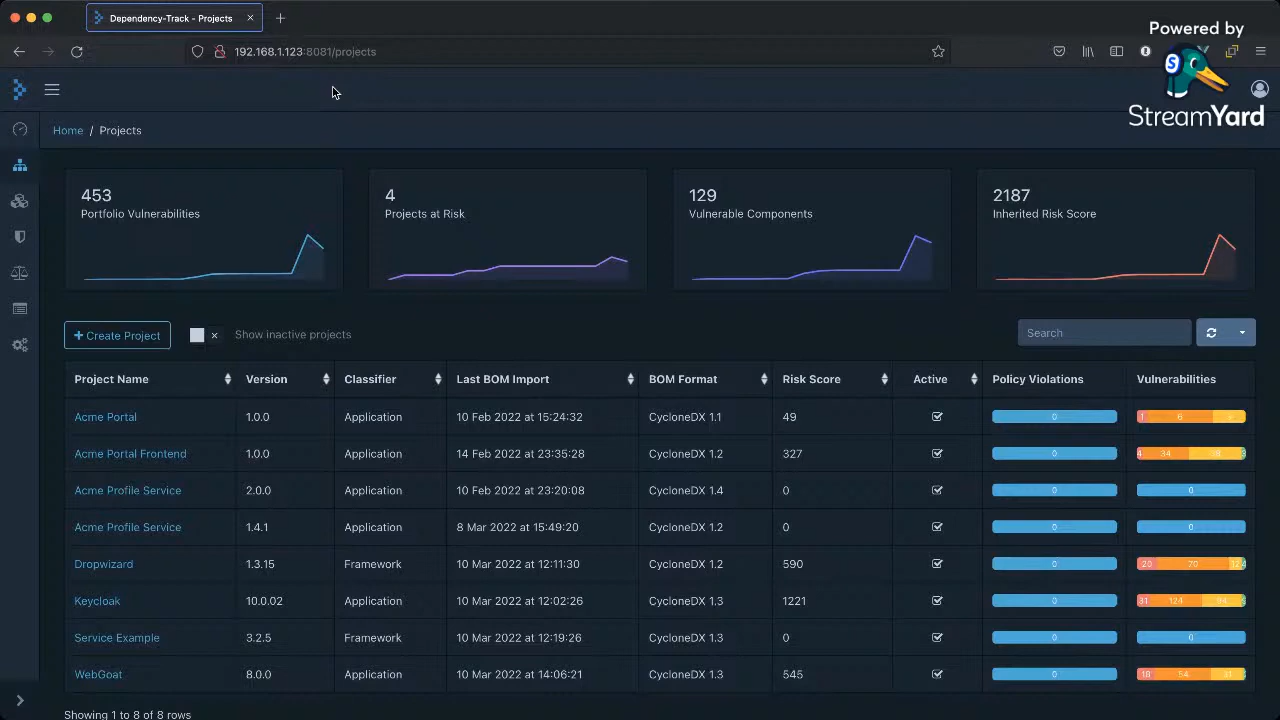 Dependency-Track - Projects
192.168.1.123:8081/projects
Powered by
StreamYard
Home / Projects
453
Portfolio Vulnerabilities
4
Projects at Risk
129
Vulnerable Components
2187
Inherited Risk Score
+ Create Project
Show inactive projects
Search
Project Name Version Classifier Last BOM Import BOM Format Risk Score Active Policy Violations Vulnerabilities
Acme Portal 1.0.0 Application 10 Feb 2022 at 15:24:32 CycloneDX 1.1 49 0 1 6
Acme Portal Frontend 1.0.0 Application 14 Feb 2022 at 23:35:28 CycloneDX 1.2 327 0 4 34
Acme Profile Service 2.0.0 Application 10 Feb 2022 at 23:20:08 CycloneDX 1.4 0 0 0
Acme Profile Service 1.4.1 Application 8 Mar 2022 at 15:49:20 CycloneDX 1.2 0 0 0
Dropwizard 1.3.15 Framework 10 Mar 2022 at 12:11:30 CycloneDX 1.2 590 0 20 70
Keycloak 10.0.02 Application 10 Mar 2022 at 12:02:26 CycloneDX 1.3 1221 0 31 124
Service Example 3.2.5 Framework 10 Mar 2022 at 12:19:26 CycloneDX 1.3 0 0 0
WebGoat 8.0.0 Application 10 Mar 2022 at 14:06:21 CycloneDX 1.3 545 0 18 54
Showing 1 to 8 of 8 rows